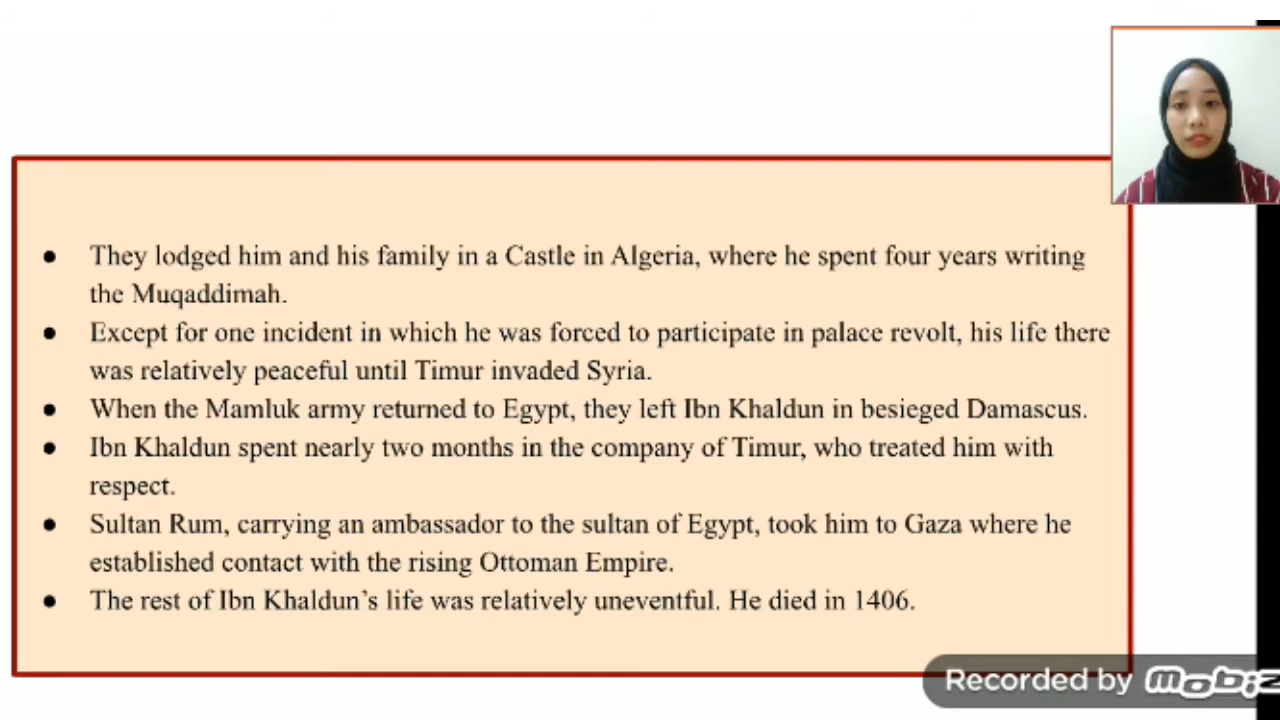 ● They lodged him and his family in a Castle in Algeria, where he spent four years writing
the Muqaddimah.
● Except for one incident in which he was forced to participate in palace revolt, his life there
was relatively peaceful until Timur invaded Syria.
● When the Mamluk army returned to Egypt, they left Ibn Khaldun in besieged Damascus.
● Ibn Khaldun spent nearly two months in the company of Timur, who treated him with
respect.
● Sultan Rum, carrying an ambassador to the sultan of Egypt, took him to Gaza where he
established contact with the rising Ottoman Empire.
● The rest of Ibn Khaldun’s life was relatively uneventful. He died in 1406.
Recorded by